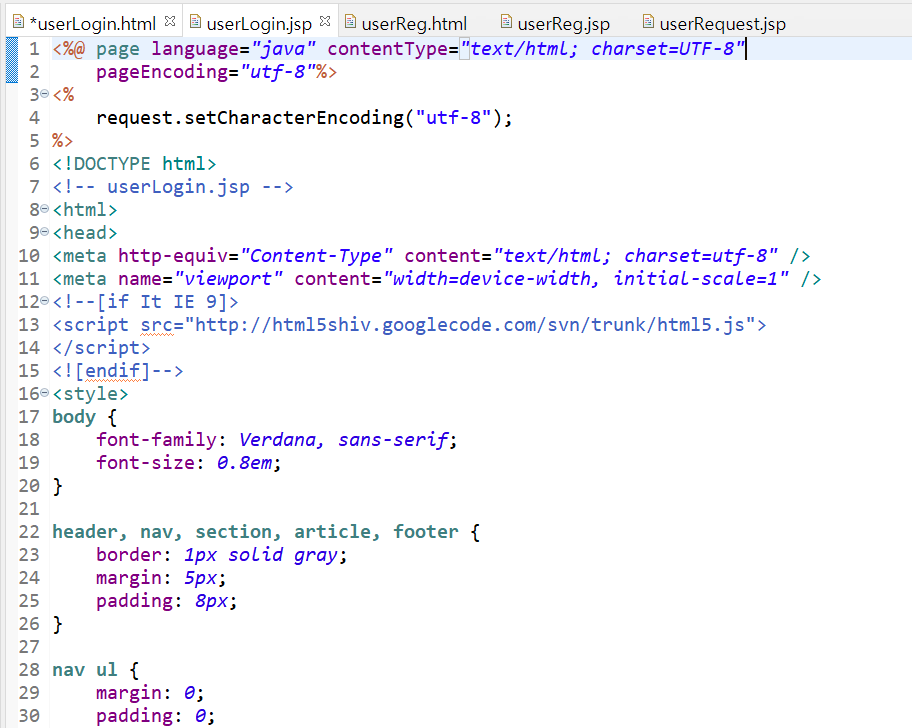 *userLogin.html userLogin.jsp userReg.html userReg.jsp userRequest.jsp
1 <%@ page language="java" contentType="text/html; charset=UTF-8"
2     pageEncoding="utf-8"%>
3 <%
4     request.setCharacterEncoding("utf-8");
5 %>
6 <!DOCTYPE html>
7 <!-- userLogin.jsp -->
8 <html>
9 <head>
10 <meta http-equiv="Content-Type" content="text/html; charset=utf-8" />
11 <meta name="viewport" content="width=device-width, initial-scale=1" />
12 <!--[if It IE 9]>
13 <script src="http://html5shiv.googlecode.com/svn/trunk/html5.js">
14 </script>
15 <![endif]-->
16 <style>
17 body {
18     font-family: Verdana, sans-serif;
19     font-size: 0.8em;
20 }
21
22 header, nav, section, article, footer {
23     border: 1px solid gray;
24     margin: 5px;
25     padding: 8px;
26 }
27
28 nav ul {
29     margin: 0;
30     padding: 0;